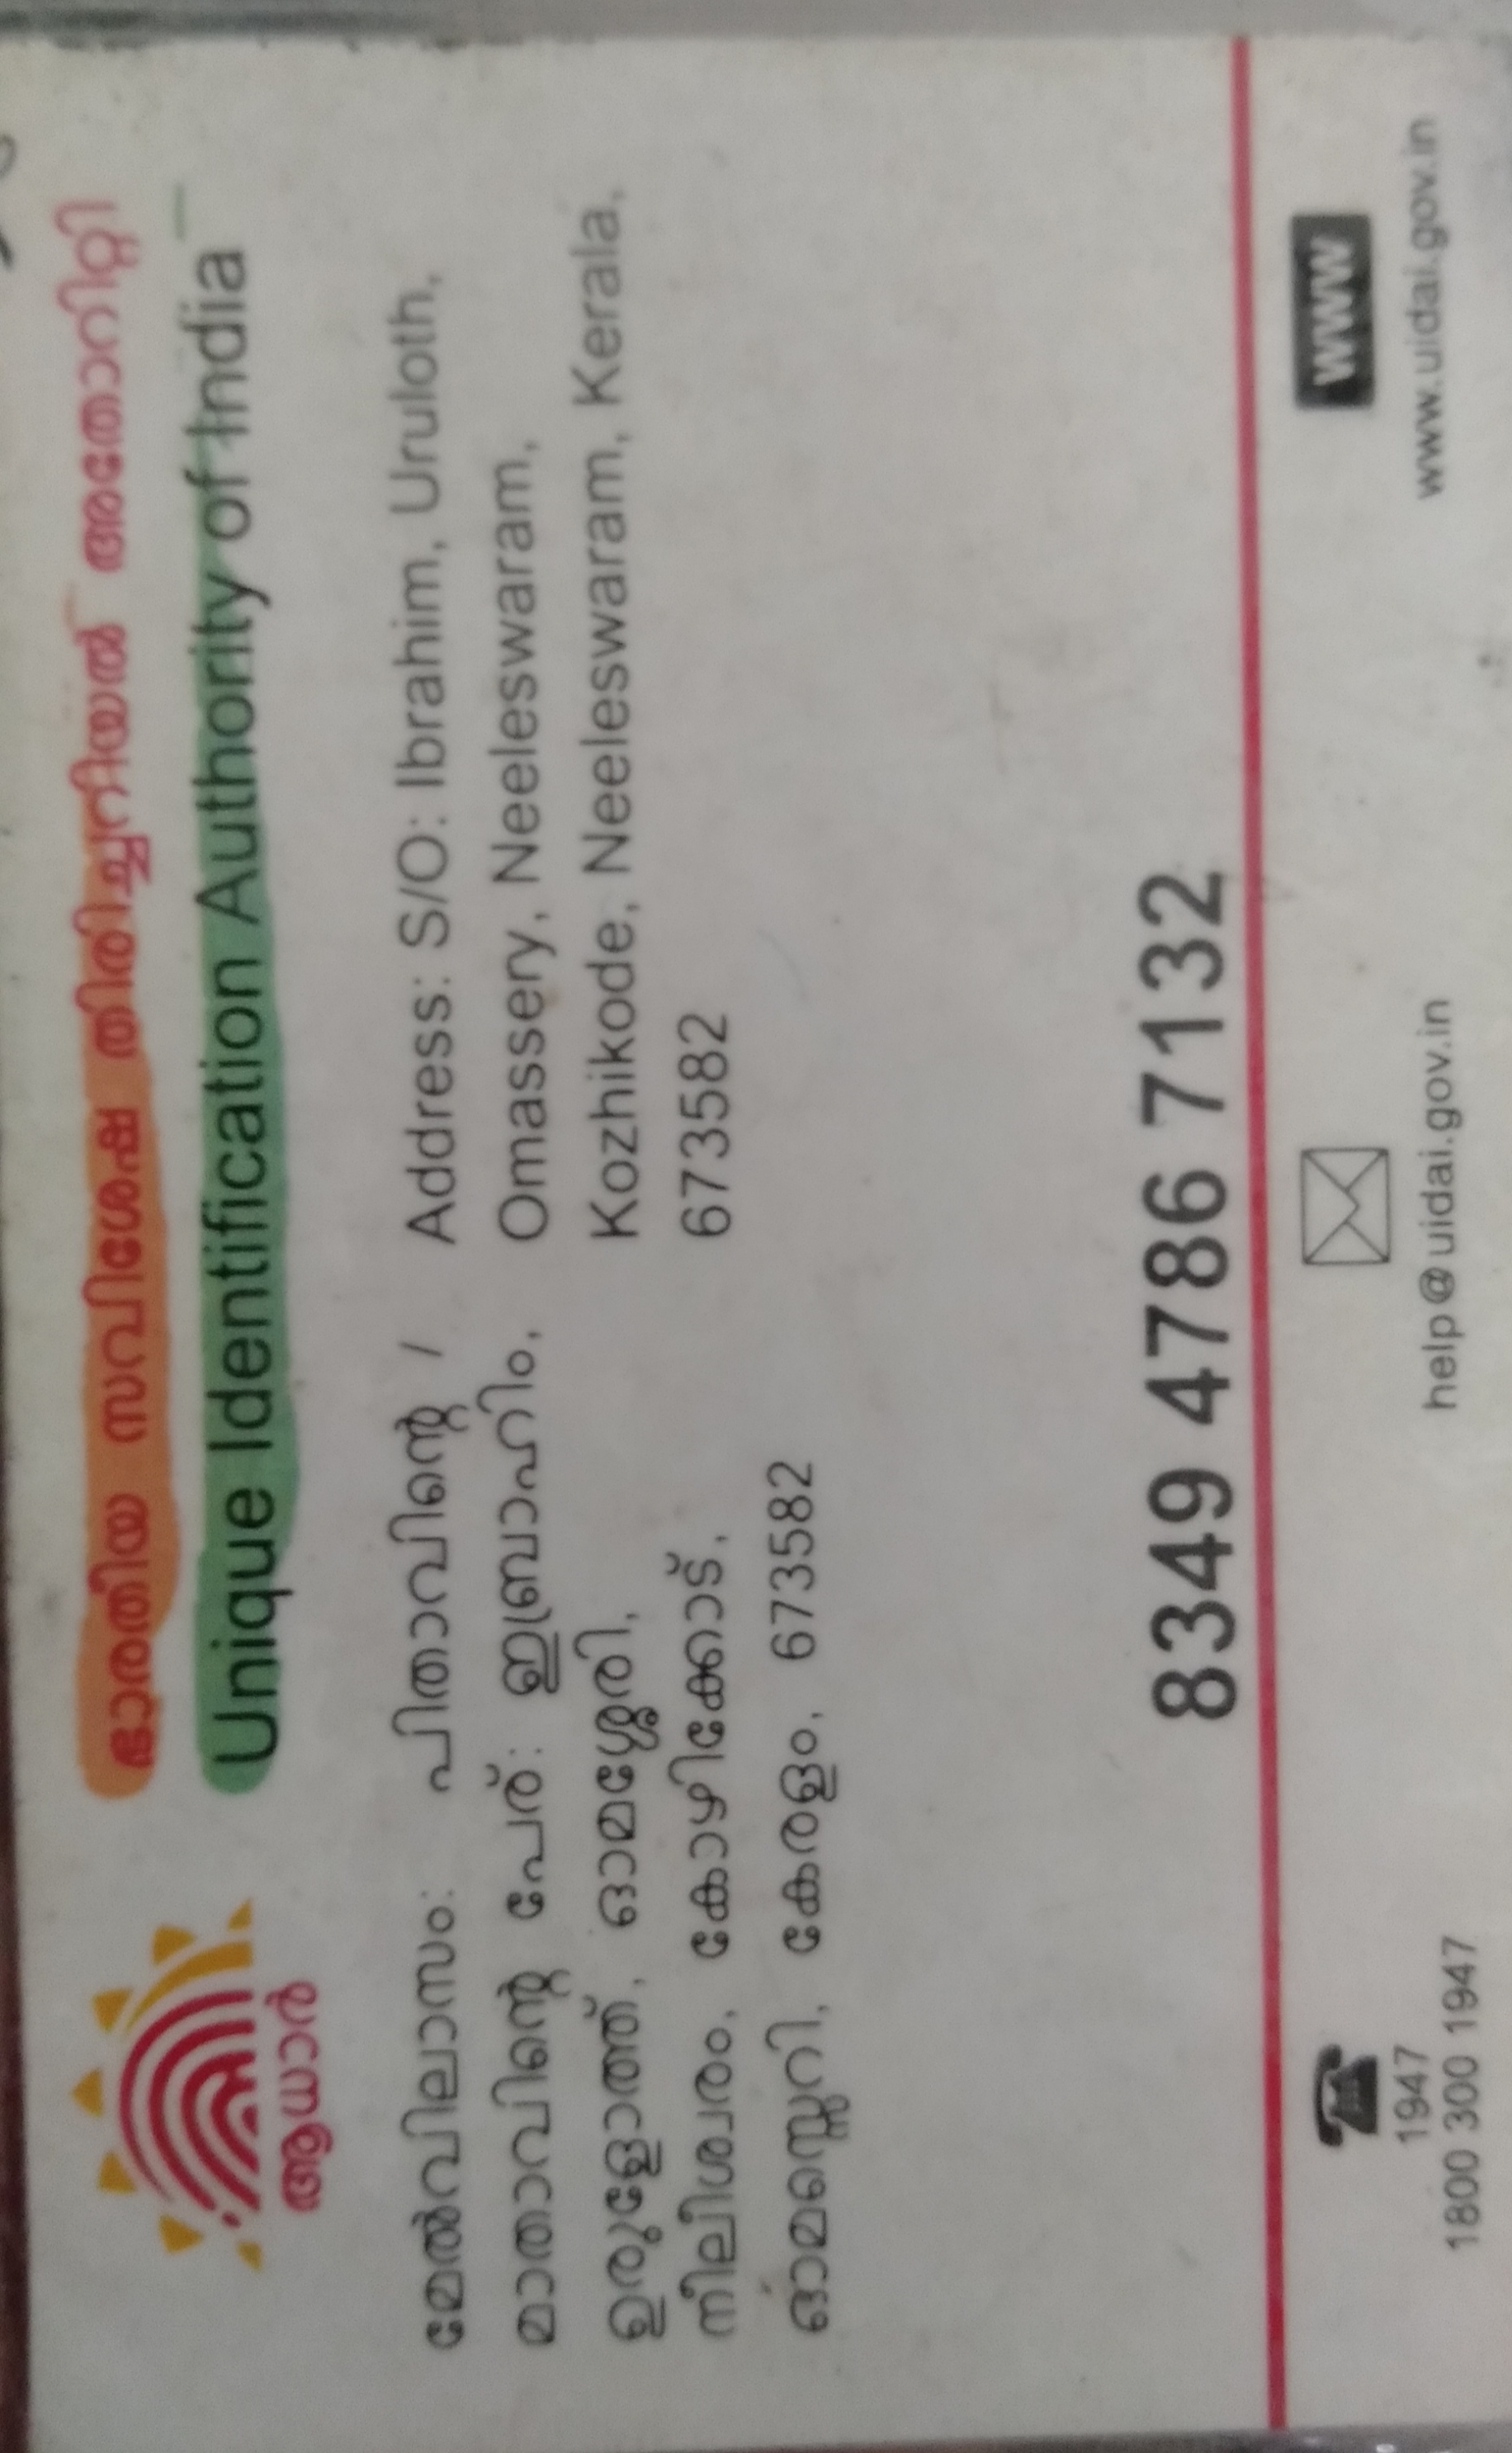 ഭാരതീയ സവിശേഷ തിരിച്ചറിയൽ അതോറിറ്റി
Unique Identification Authority of India
ആധാർ
മേൽവിലാസം: പിതാവിന്റെ /
മാതാവിന്റെ പേര്: ഇബ്രാഹിം,
ഉരുളോത്ത്, ഓമശ്ശേരി,
നീലീശ്വരം, കോഴിക്കോട്,
ഓമസ്സെറി, കേരളം, 673582
Address: S/O: Ibrahim, Uruloth,
Omassery, Neeleswaram,
Kozhikode, Neeleswaram, Kerala,
673582
8349 4786 7132
1947
1800 300 1947
help@uidai.gov.in
www
www.uidai.gov.in